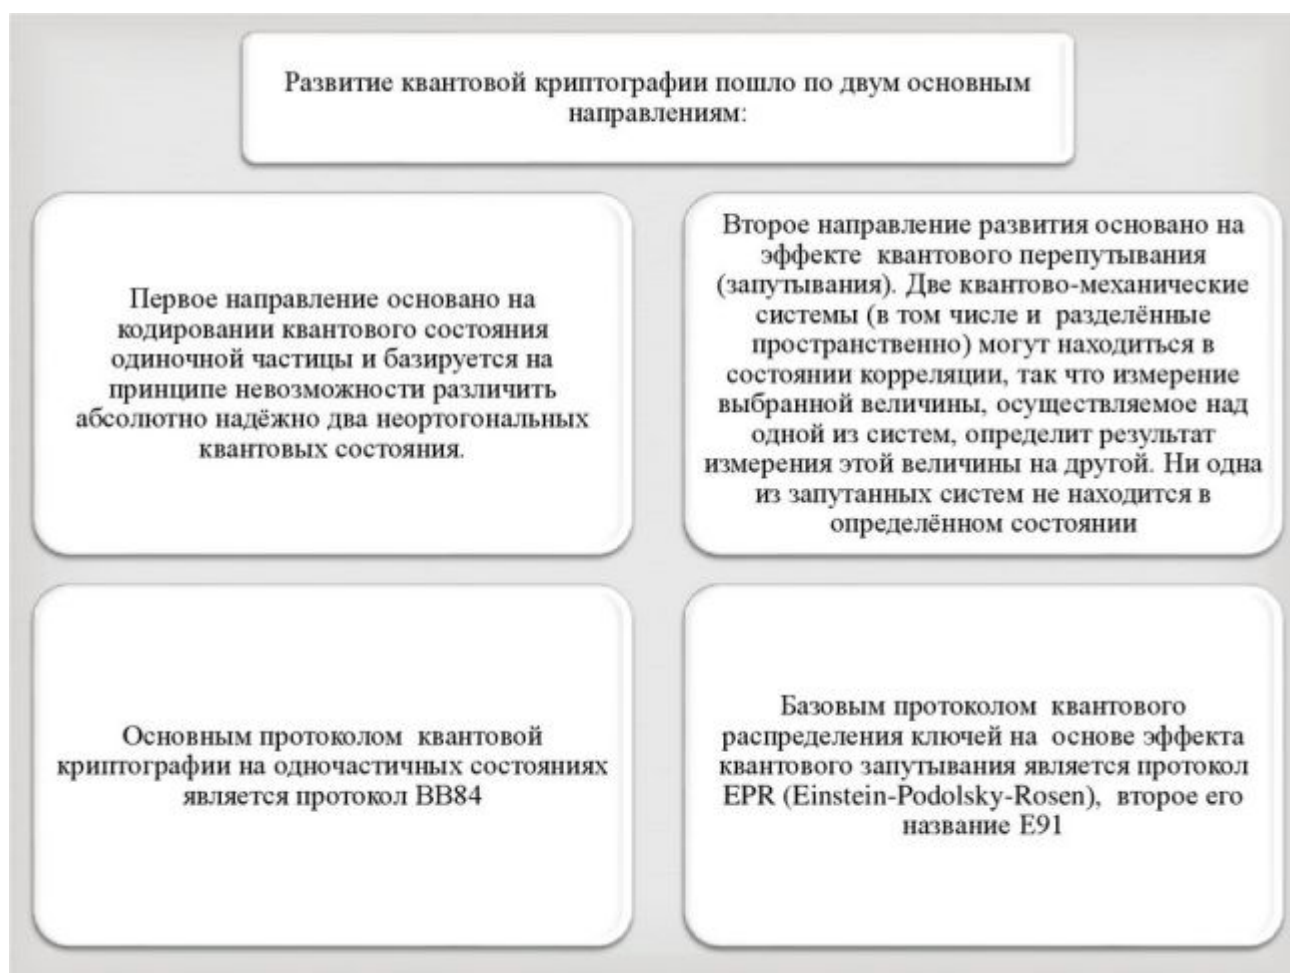 Развитие квантовой криптографии пошло по двум основным
направлениям:
Первое направление основано на
кодировании квантового состояния
одиночной частицы и базируется на
принципе невозможности различить
абсолютно надёжно два неортогональных
квантовых состояния.
Второе направление развития основано на
эффекте квантового перепутывания
(запутывания). Две квантово-механические
системы (в том числе и разделённые
пространственно) могут находиться в
состоянии корреляции, так что измерение
выбранной величины, осуществляемое над
одной из систем, определит результат
измерения этой величины на другой. Ни одна
из запутанных систем не находится в
определённом состоянии
Основным протоколом квантовой
криптографии на одночастичных состояниях
является протокол BB84
Базовым протоколом квантового
распределения ключей на основе эффекта
квантового запутывания является протокол
EPR (Einstein-Podolsky-Rosen), второе его
название E91